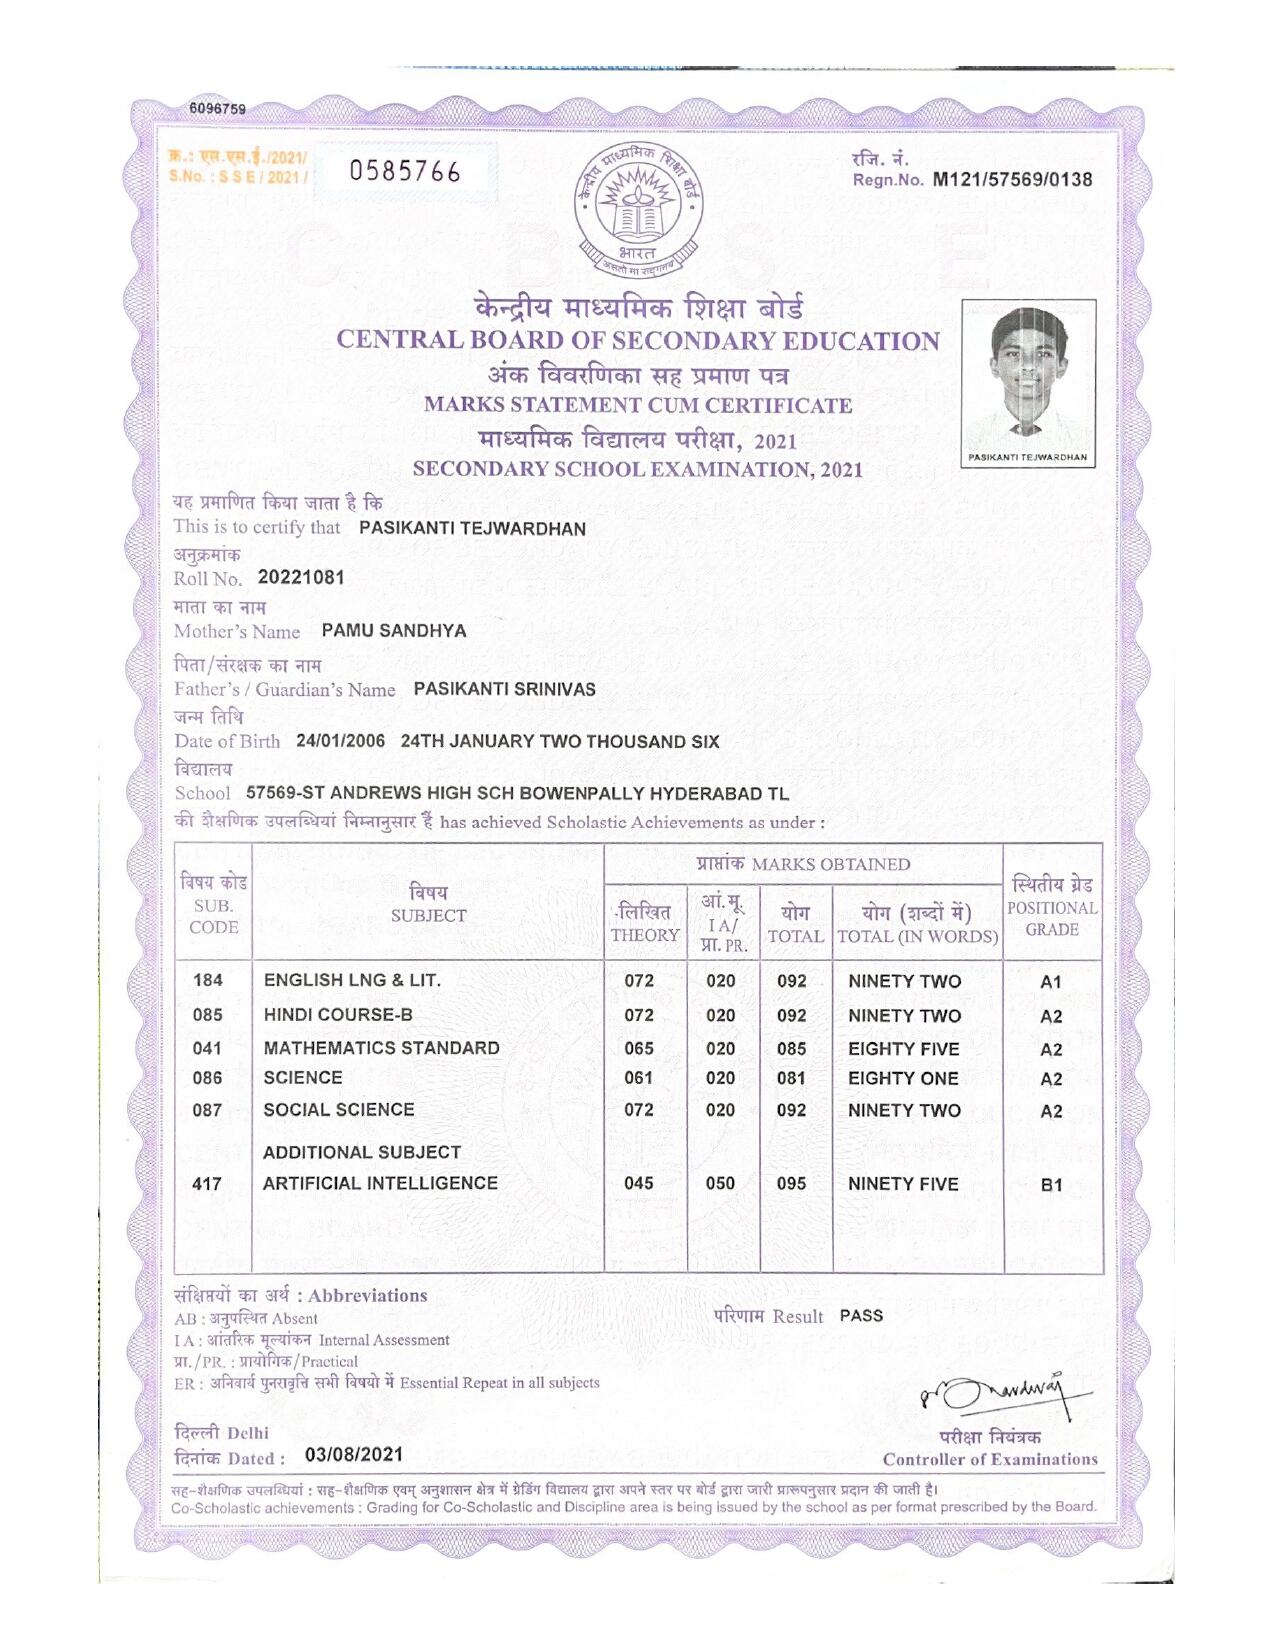 6096759
क्र.: एस.एस.ई./2021/
S.No. : S S E / 2021 /
0585766
रजि. नं.
Regn.No. M121/57569/0138
केन्द्रीय माध्यमिक शिक्षा बोर्ड
भारत
असतो मा सद्गमय
C B S E
केन्द्रीय माध्यमिक शिक्षा बोर्ड
CENTRAL BOARD OF SECONDARY EDUCATION
अंक विवरणिका सह प्रमाण पत्र
MARKS STATEMENT CUM CERTIFICATE
माध्यमिक विद्यालय परीक्षा, 2021
SECONDARY SCHOOL EXAMINATION, 2021
PASIKANTI TEJWARDHAN
यह प्रमाणित किया जाता है कि
This is to certify that PASIKANTI TEJWARDHAN
अनुक्रमांक
Roll No. 20221081
माता का नाम
Mother's Name PAMU SANDHYA
पिता/संरक्षक का नाम
Father's / Guardian's Name PASIKANTI SRINIVAS
जन्म तिथि
Date of Birth 24/01/2006 24TH JANUARY TWO THOUSAND SIX
विद्यालय
School 57569-ST ANDREWS HIGH SCH BOWENPALLY HYDERABAD TL
की शैक्षणिक उपलब्धियां निम्नानुसार हैं has achieved Scholastic Achievements as under :
विषय कोड SUB. CODE
विषय SUBJECT
प्राप्तांक MARKS OBTAINED
लिखित THEORY
आं.मू. I A/ प्रा. PR.
योग TOTAL
योग (शब्दों में) TOTAL (IN WORDS)
स्थितीय ग्रेड POSITIONAL GRADE
184 ENGLISH LNG & LIT. 072 020 092 NINETY TWO A1
085 HINDI COURSE-B 072 020 092 NINETY TWO A2
041 MATHEMATICS STANDARD 065 020 085 EIGHTY FIVE A2
086 SCIENCE 061 020 081 EIGHTY ONE A2
087 SOCIAL SCIENCE 072 020 092 NINETY TWO A2
ADDITIONAL SUBJECT
417 ARTIFICIAL INTELLIGENCE 045 050 095 NINETY FIVE B1
संक्षिप्तयों का अर्थ : Abbreviations
AB : अनुपस्थित Absent
परिणाम Result PASS
I A : आंतरिक मूल्यांकन Internal Assessment
प्रा./PR. : प्रायोगिक/Practical
ER : अनिवार्य पुनरावृत्ति सभी विषयो में Essential Repeat in all subjects
दिल्ली Delhi
दिनांक Dated : 03/08/2021
परीक्षा नियंत्रक
Controller of Examinations
सह-शैक्षणिक उपलब्धियां : सह-शैक्षणिक एवम् अनुशासन क्षेत्र में ग्रेडिंग विद्यालय द्वारा अपने स्तर पर बोर्ड द्वारा जारी प्रारूपनुसार प्रदान की जाती है।
Co-Scholastic achievements : Grading for Co-Scholastic and Discipline area is being issued by the school as per format prescribed by the Board.